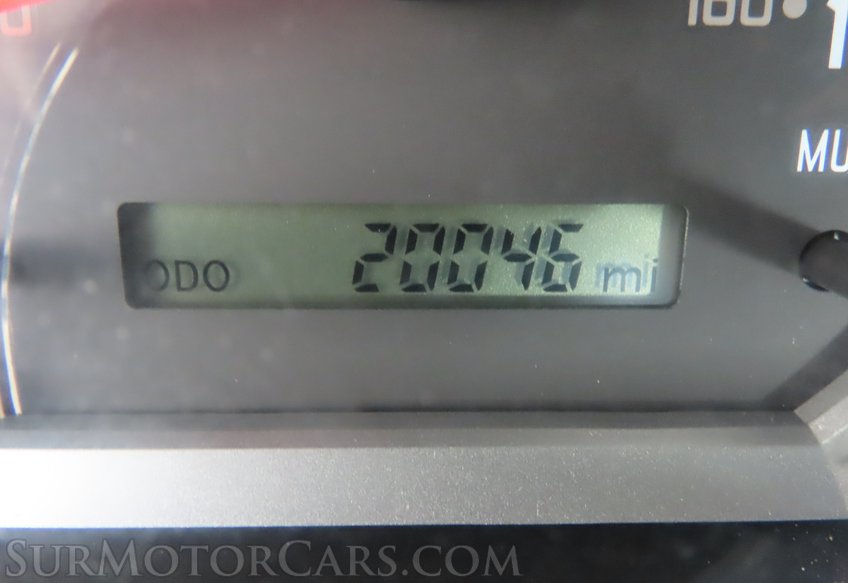 160
MU
ODO 20046 mi
SURMOTORCARS.COM